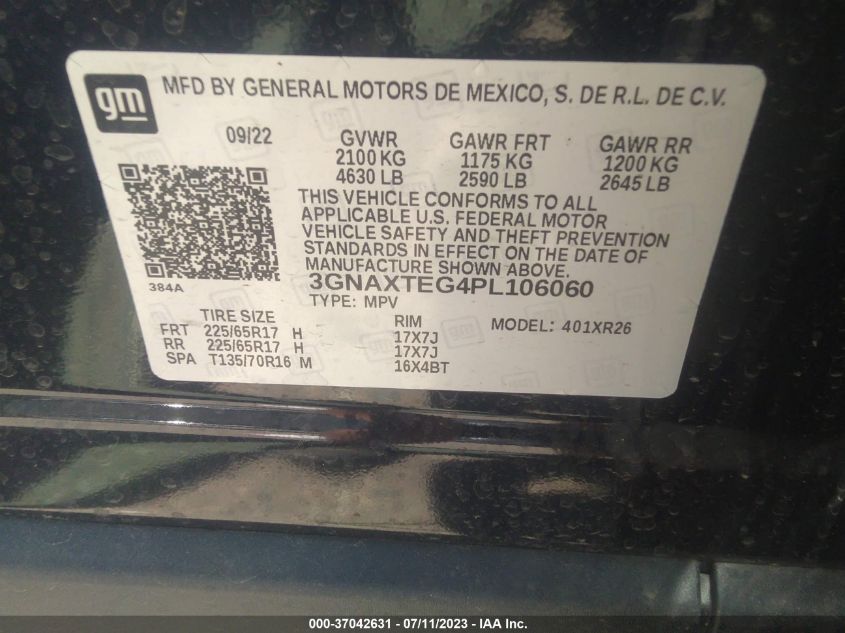 gm
MFD BY GENERAL MOTORS DE MEXICO, S. DE R.L. DE C.V.
09/22 GVWR GAWR FRT GAWR RR
2100 KG 1175 KG 1200 KG
4630 LB 2590 LB 2645 LB
THIS VEHICLE CONFORMS TO ALL
APPLICABLE U.S. FEDERAL MOTOR
VEHICLE SAFETY AND THEFT PREVENTION
STANDARDS IN EFFECT ON THE DATE OF
MANUFACTURE SHOWN ABOVE.
384A
3GNAXTEG4PL106060
TYPE: MPV
TIRE SIZE RIM MODEL: 401XR26
FRT 225/65R17 H 17X7J
RR 225/65R17 H 17X7J
SPA T135/70R16 M 16X4BT
000-37042631 - 07/11/2023 - IAA Inc.